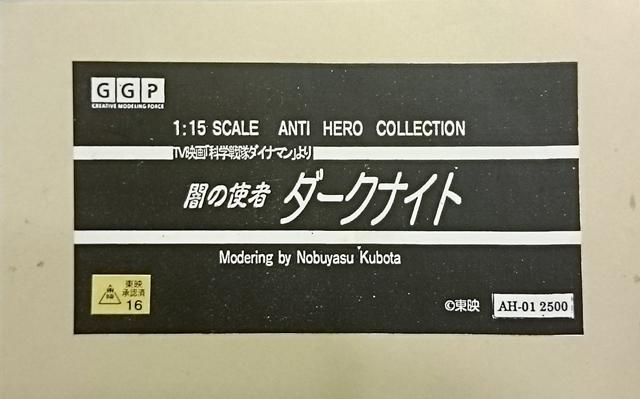 GGP
CREATIVE MODELING FORCE
1:15 SCALE ANTI HERO COLLECTION
TV映画「科学戦隊ダイナマン」より
闇の使者 ダークナイト
Modering by Nobuyasu Kubota
東映
承認済
16
©東映 AH-01 2500